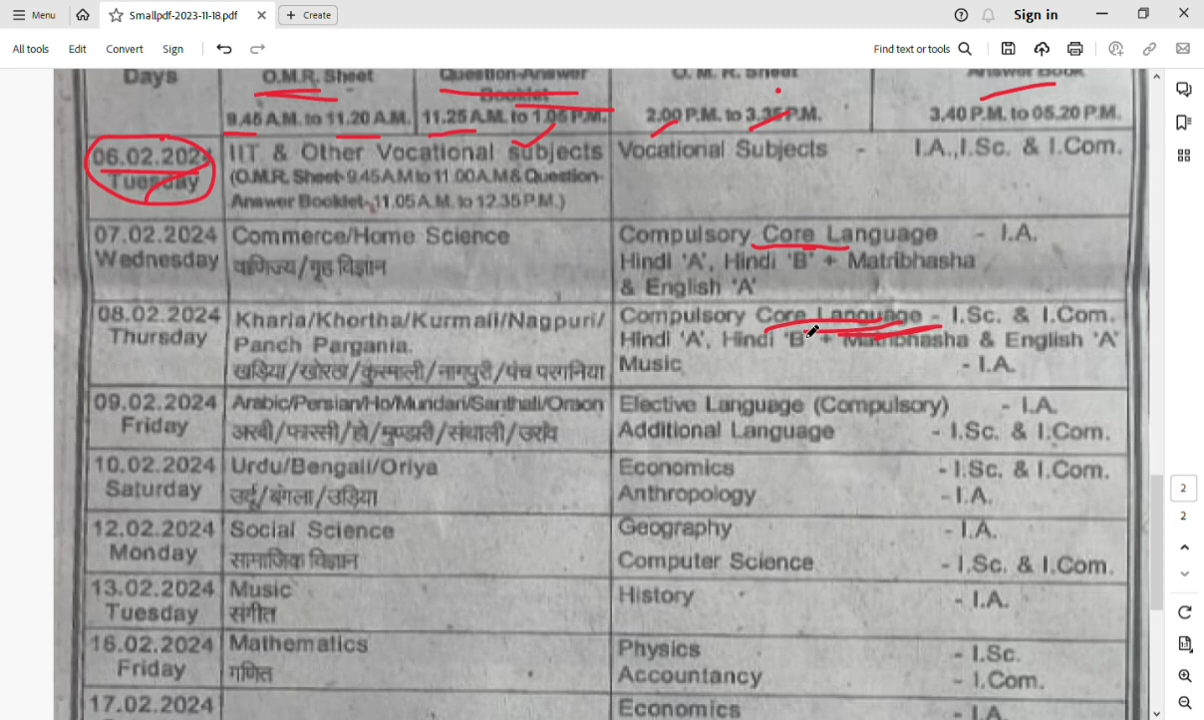 Menu
Smallpdf-2023-11-18.pdf
Create
Sign in
All tools
Edit
Convert
Sign
Find text or tools
Days
O.M.R. Sheet
Question-Answer
Booklet
O. M. R. Sheet
Answer Book
9.45 A.M. to 11.20 A.M.
11.25 A.M. to 1.05 P.M.
2.00 P.M. to 3.35 P.M.
3.40 P.M. to 05.20 P.M.
06.02.2024
Tuesday
IIT & Other Vocational subjects
(O.M.R. Sheet-9.45 A.M to 11.00 A.M & Question-
Answer Booklet-11.05 A.M. to 12.35 P.M.)
Vocational Subjects - I.A.,I.Sc. & I.Com.
07.02.2024
Wednesday
Commerce/Home Science
वाणिज्य/गृह विज्ञान
Compulsory Core Language - I.A.
Hindi 'A', Hindi 'B' + Matribhasha
& English 'A'
08.02.2024
Thursday
Kharia/Khortha/Kurmali/Nagpuri/
Panch Pargania.
खड़िया/खोरठा/कुरमाली/नागपुरी/पंच परगनिया
Compulsory Core Language - I.Sc. & I.Com.
Hindi 'A', Hindi 'B' + Matribhasha & English 'A'
Music - I.A.
09.02.2024
Friday
Arabic/Persian/Ho/Mundari/Santhali/Oraon
अरबी/फारसी/हो/मुण्डारी/संथाली/उराँव
Elective Language (Compulsory) - I.A.
Additional Language - I.Sc. & I.Com.
10.02.2024
Saturday
Urdu/Bengali/Oriya
उर्दू/बंगला/उड़िया
Economics - I.Sc. & I.Com.
Anthropology - I.A.
12.02.2024
Monday
Social Science
सामाजिक विज्ञान
Geography - I.A.
Computer Science - I.Sc. & I.Com.
13.02.2024
Tuesday
Music
संगीत
History - I.A.
16.02.2024
Friday
Mathematics
गणित
Physics - I.Sc.
Accountancy - I.Com.
17.02.2024
Economics - I.A.
2
2